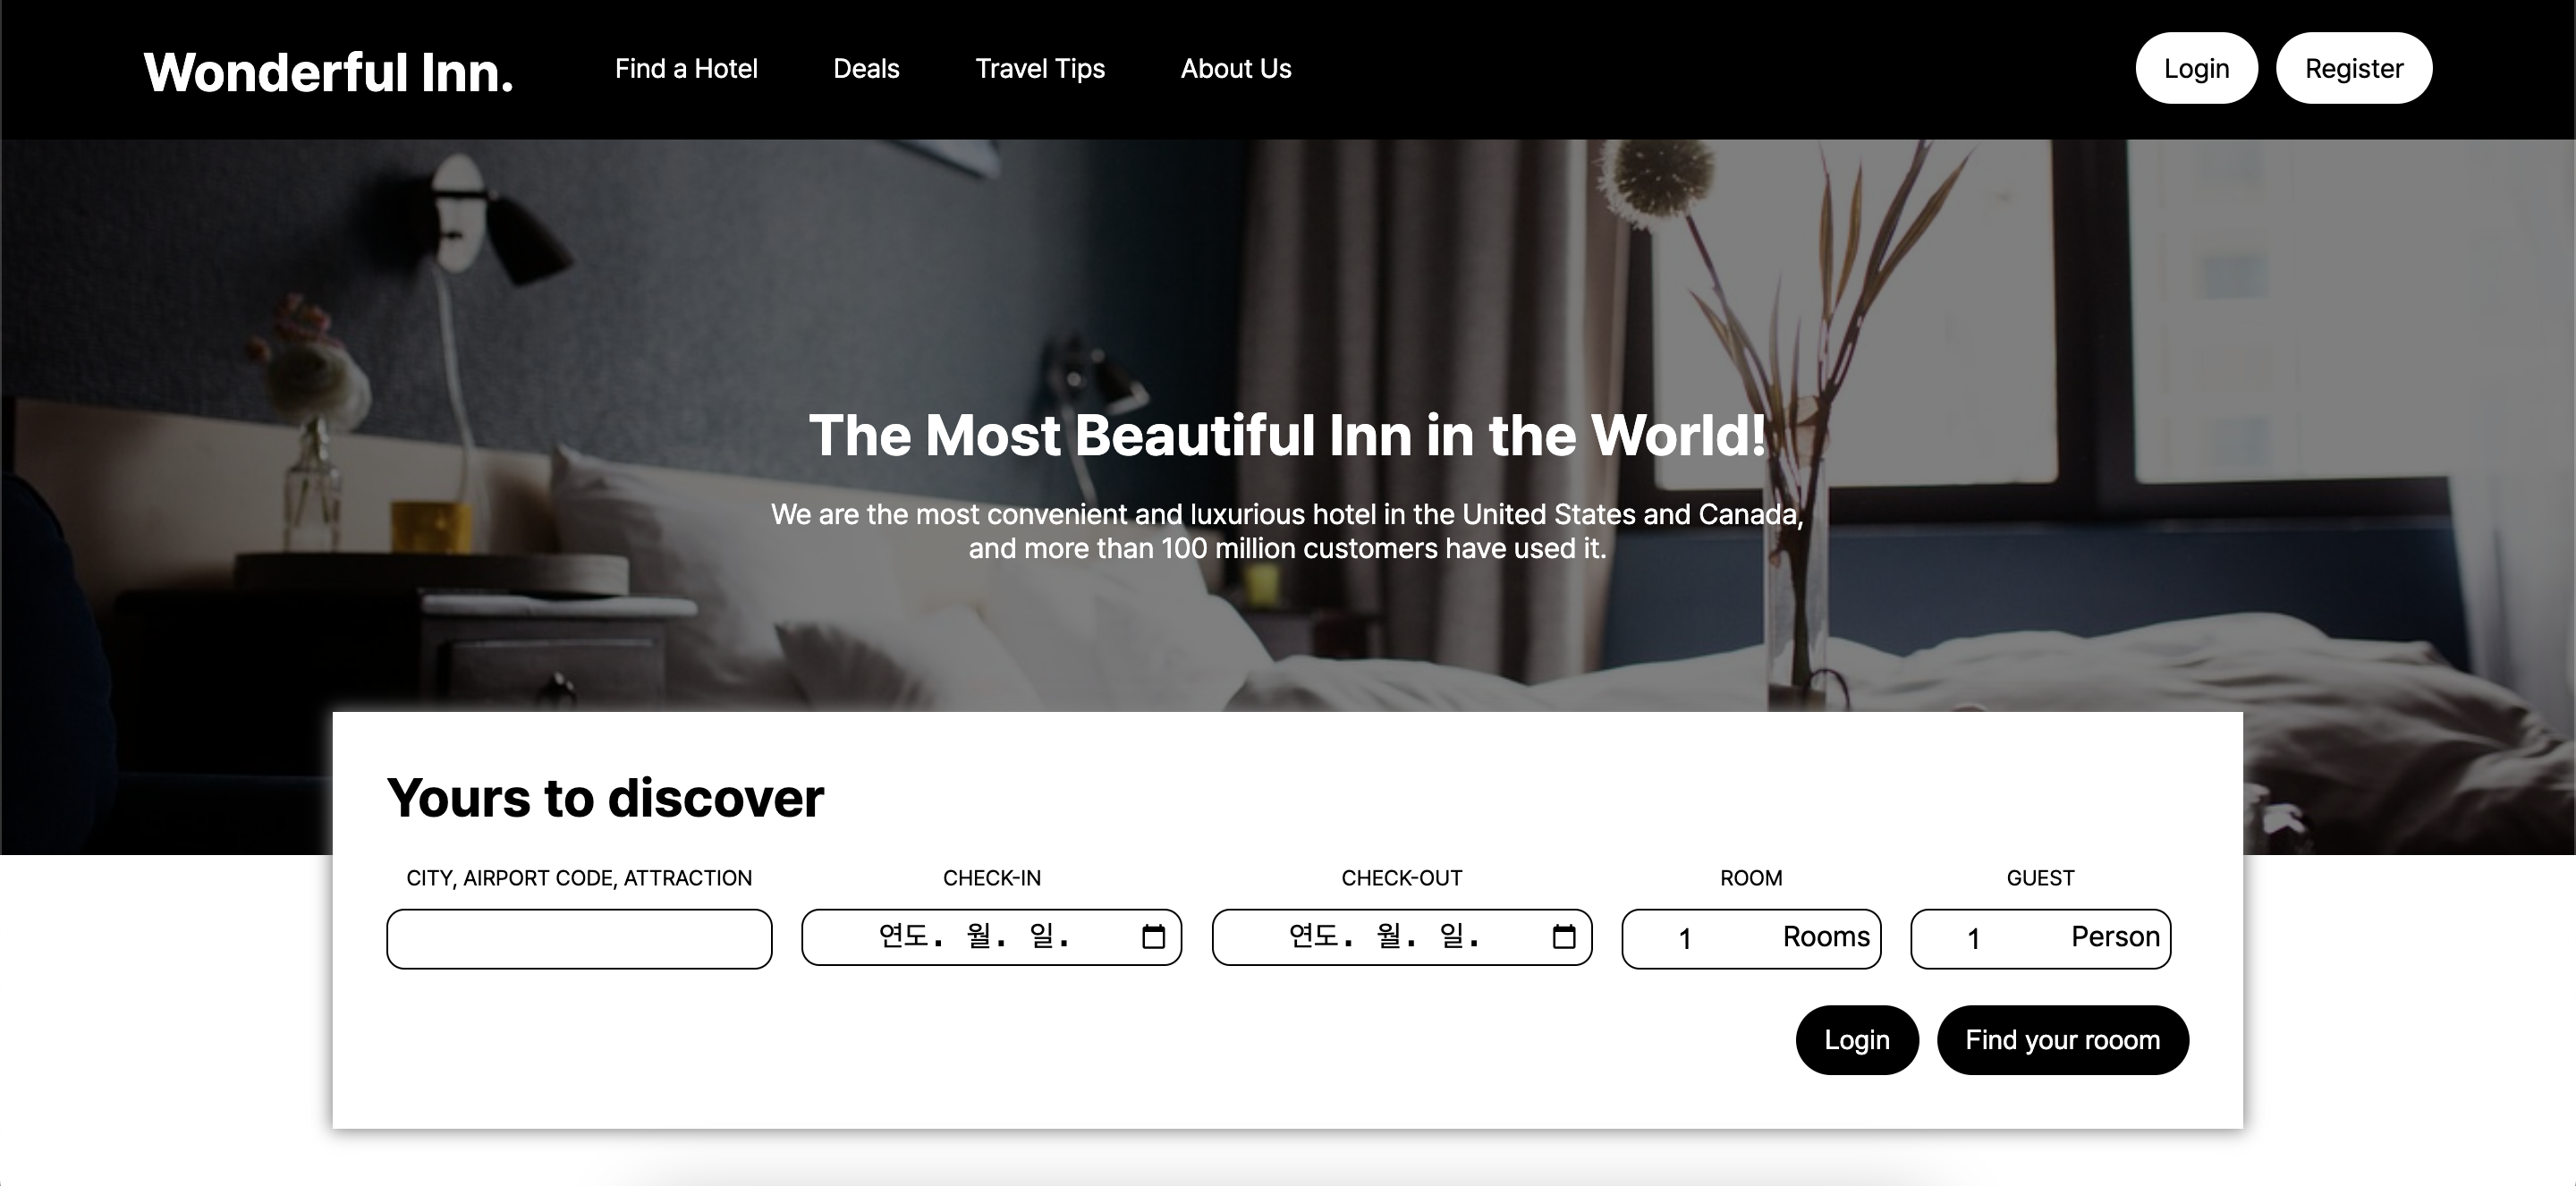 Wonderful Inn.
Find a Hotel
Deals
Travel Tips
About Us
Login
Register
The Most Beautiful Inn in the World!
We are the most convenient and luxurious hotel in the United States and Canada,
and more than 100 million customers have used it.
Yours to discover
CITY, AIRPORT CODE, ATTRACTION
CHECK-IN
CHECK-OUT
ROOM
GUEST
연도. 월. 일.
연도. 월. 일.
1 Rooms
1 Person
Login
Find your rooom